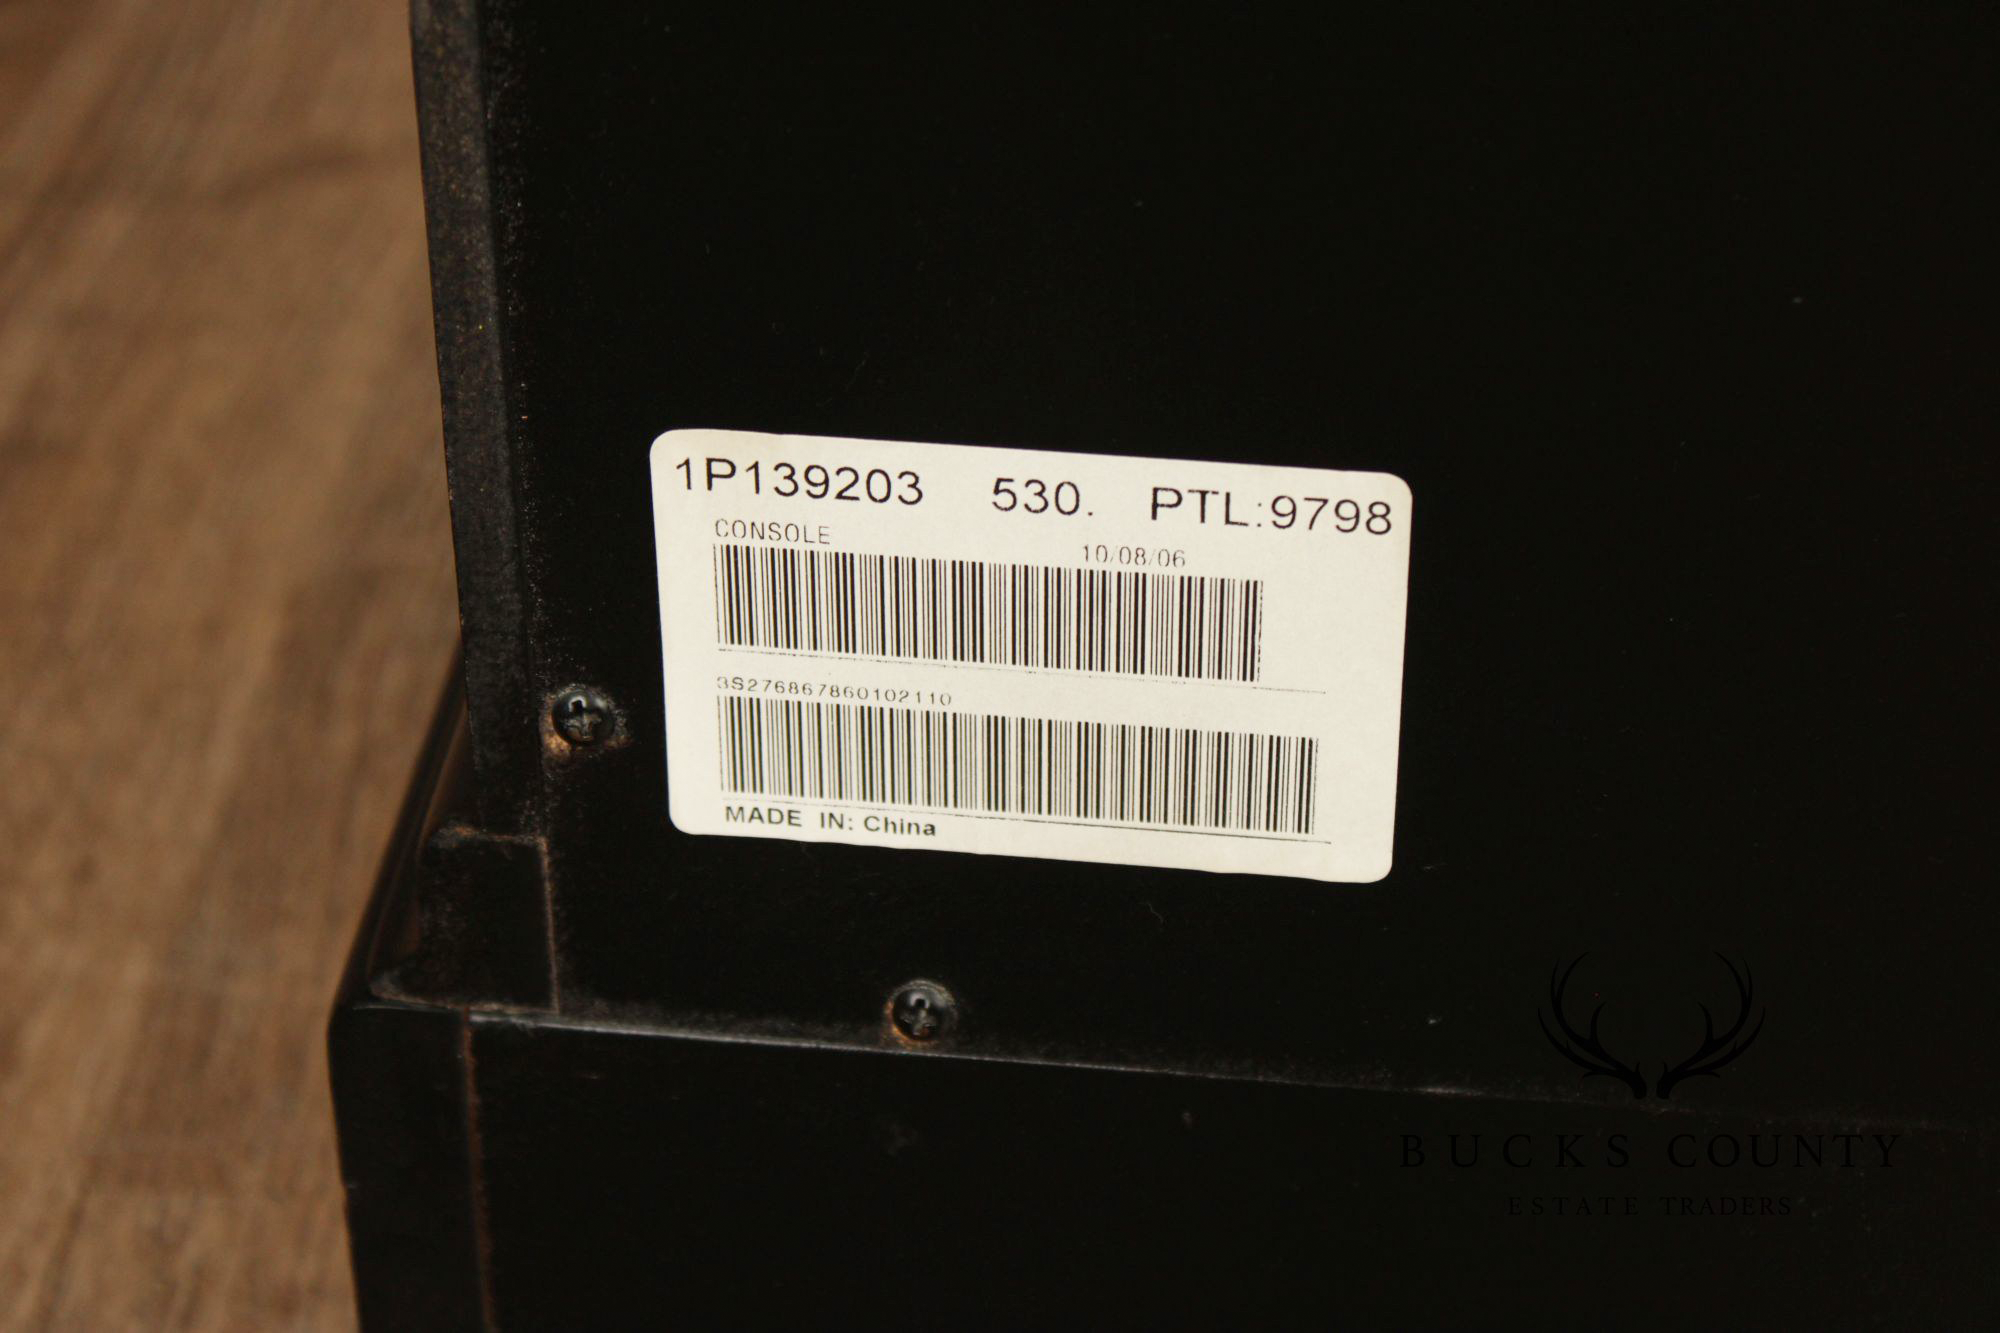 1P139203 530. PTL:9798
CONSOLE 10/08/06
3S276867860102110
MADE IN: China
BUCKS COUNTY
ESTATE TRADERS